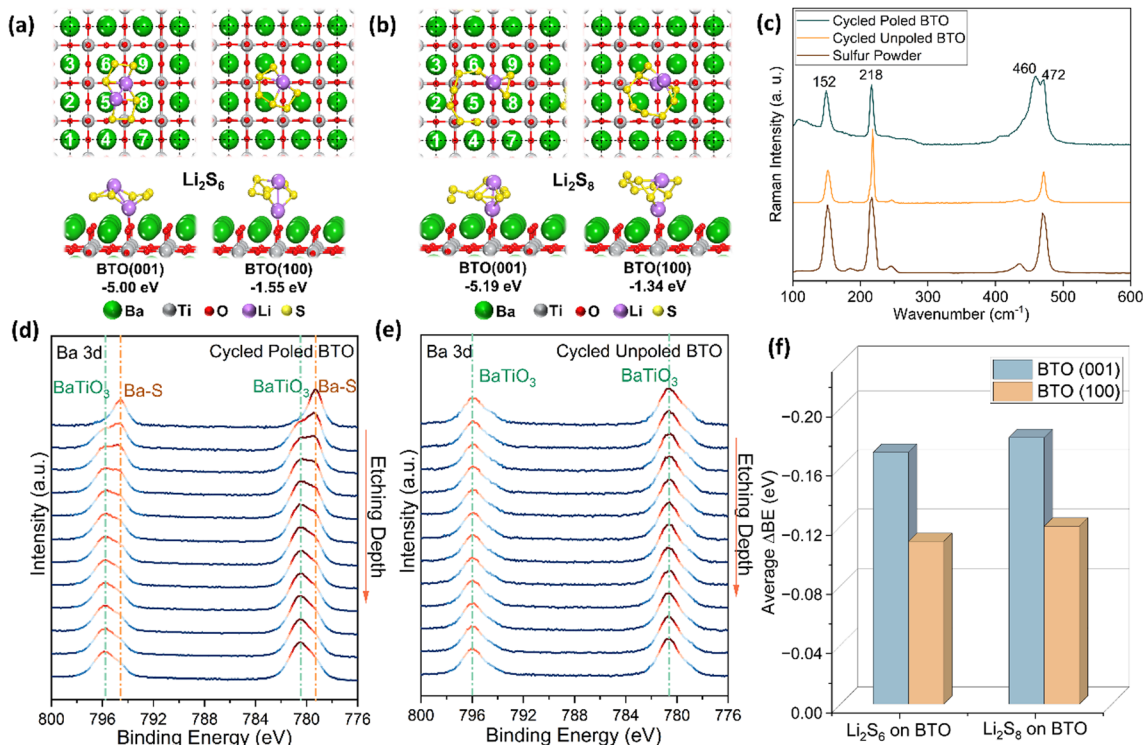 (a)
3 6 9
2 5 8
1 4 7
Li₂S₆
BTO(001)
-5.00 eV
BTO(100)
-1.55 eV
Ba Ti O Li S
(b)
3 6 9
2 5 8
1 4 7
Li₂S₈
BTO(001)
-5.19 eV
BTO(100)
-1.34 eV
Ba Ti O Li S
(c)
Cycled Poled BTO
Cycled Unpoled BTO
Sulfur Powder
152
218
460
472
Raman Intensity (a. u.)
100 200 300 400 500 600
Wavenumber (cm⁻¹)
(d)
Ba 3d
Cycled Poled BTO
BaTiO₃
Ba-S
BaTiO₃
Ba-S
Intensity (a.u.)
Etching Depth
800 796 792 788 784 780 776
Binding Energy (eV)
(e)
Ba 3d
Cycled Unpoled BTO
BaTiO₃
BaTiO₃
Intensity (a.u.)
Etching Depth
800 796 792 788 784 780 776
Binding Energy (eV)
(f)
BTO (001)
BTO (100)
Average ΔBE (eV)
−0.20
−0.16
−0.12
−0.08
−0.04
0.00
Li₂S₆ on BTO
Li₂S₈ on BTO